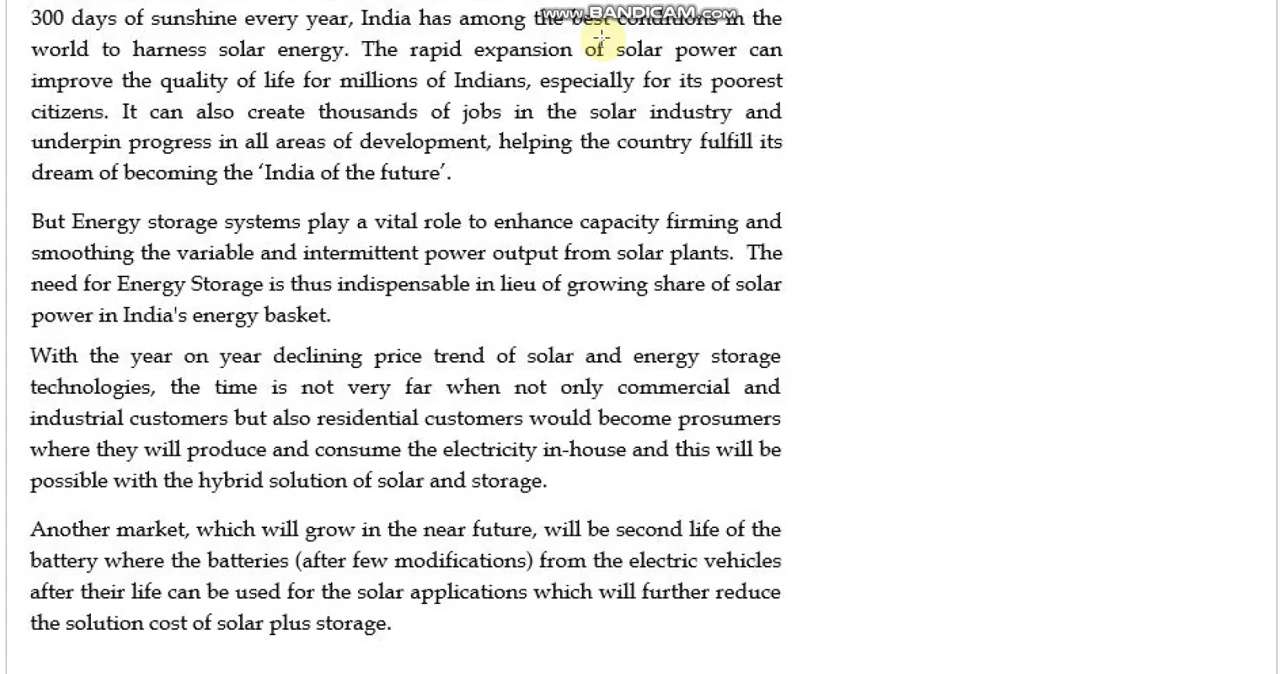 www.BANDICAM.com
300 days of sunshine every year, India has among the best conditions in the
world to harness solar energy. The rapid expansion of solar power can
improve the quality of life for millions of Indians, especially for its poorest
citizens. It can also create thousands of jobs in the solar industry and
underpin progress in all areas of development, helping the country fulfill its
dream of becoming the ‘India of the future’.
But Energy storage systems play a vital role to enhance capacity firming and
smoothing the variable and intermittent power output from solar plants.  The
need for Energy Storage is thus indispensable in lieu of growing share of solar
power in India's energy basket.
With the year on year declining price trend of solar and energy storage
technologies, the time is not very far when not only commercial and
industrial customers but also residential customers would become prosumers
where they will produce and consume the electricity in-house and this will be
possible with the hybrid solution of solar and storage.
Another market, which will grow in the near future, will be second life of the
battery where the batteries (after few modifications) from the electric vehicles
after their life can be used for the solar applications which will further reduce
the solution cost of solar plus storage.